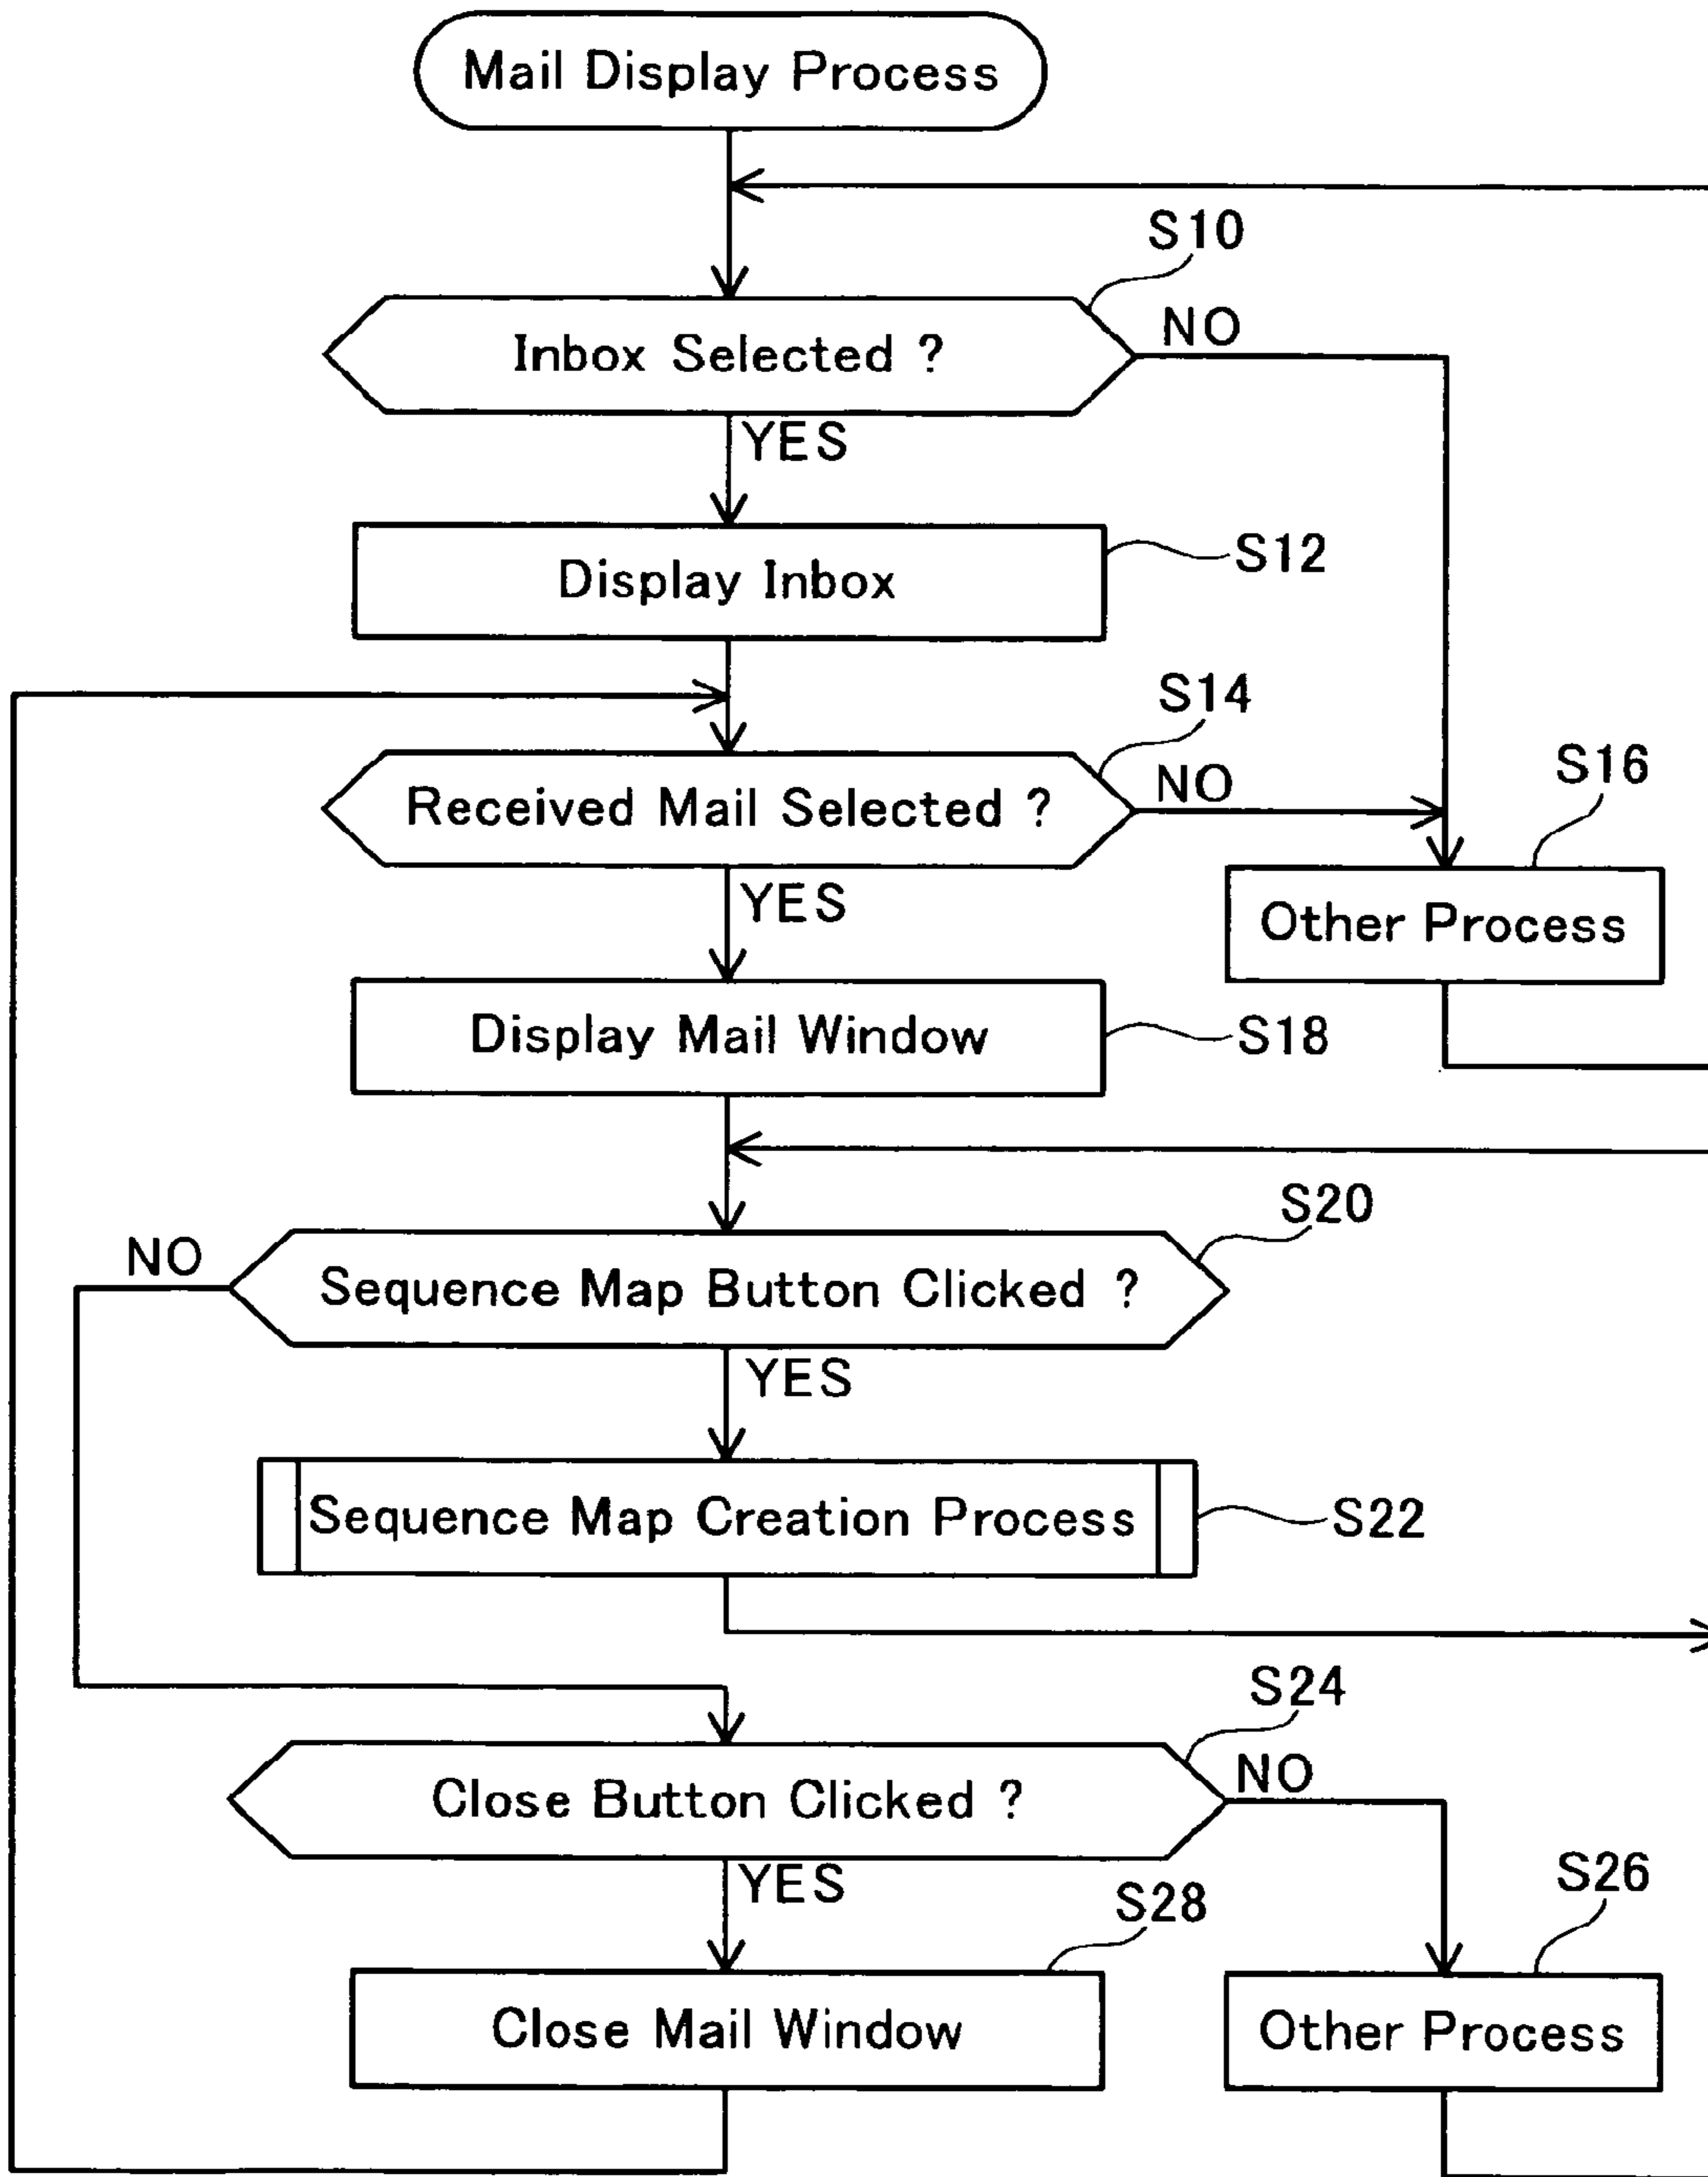 Mail Display Process
S10
Inbox Selected ?
NO
YES
Display Inbox
S12
S14
Received Mail Selected ?
NO
S16
YES
Other Process
Display Mail Window
S18
S20
NO
Sequence Map Button Clicked ?
YES
Sequence Map Creation Process
S22
S24
Close Button Clicked ?
NO
YES
S28
S26
Close Mail Window
Other Process